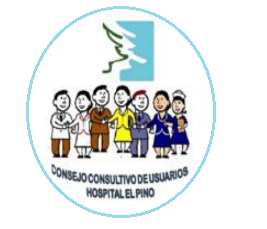 CONSEJO CONSULTIVO DE USUARIOS
HOSPITAL EL PINO